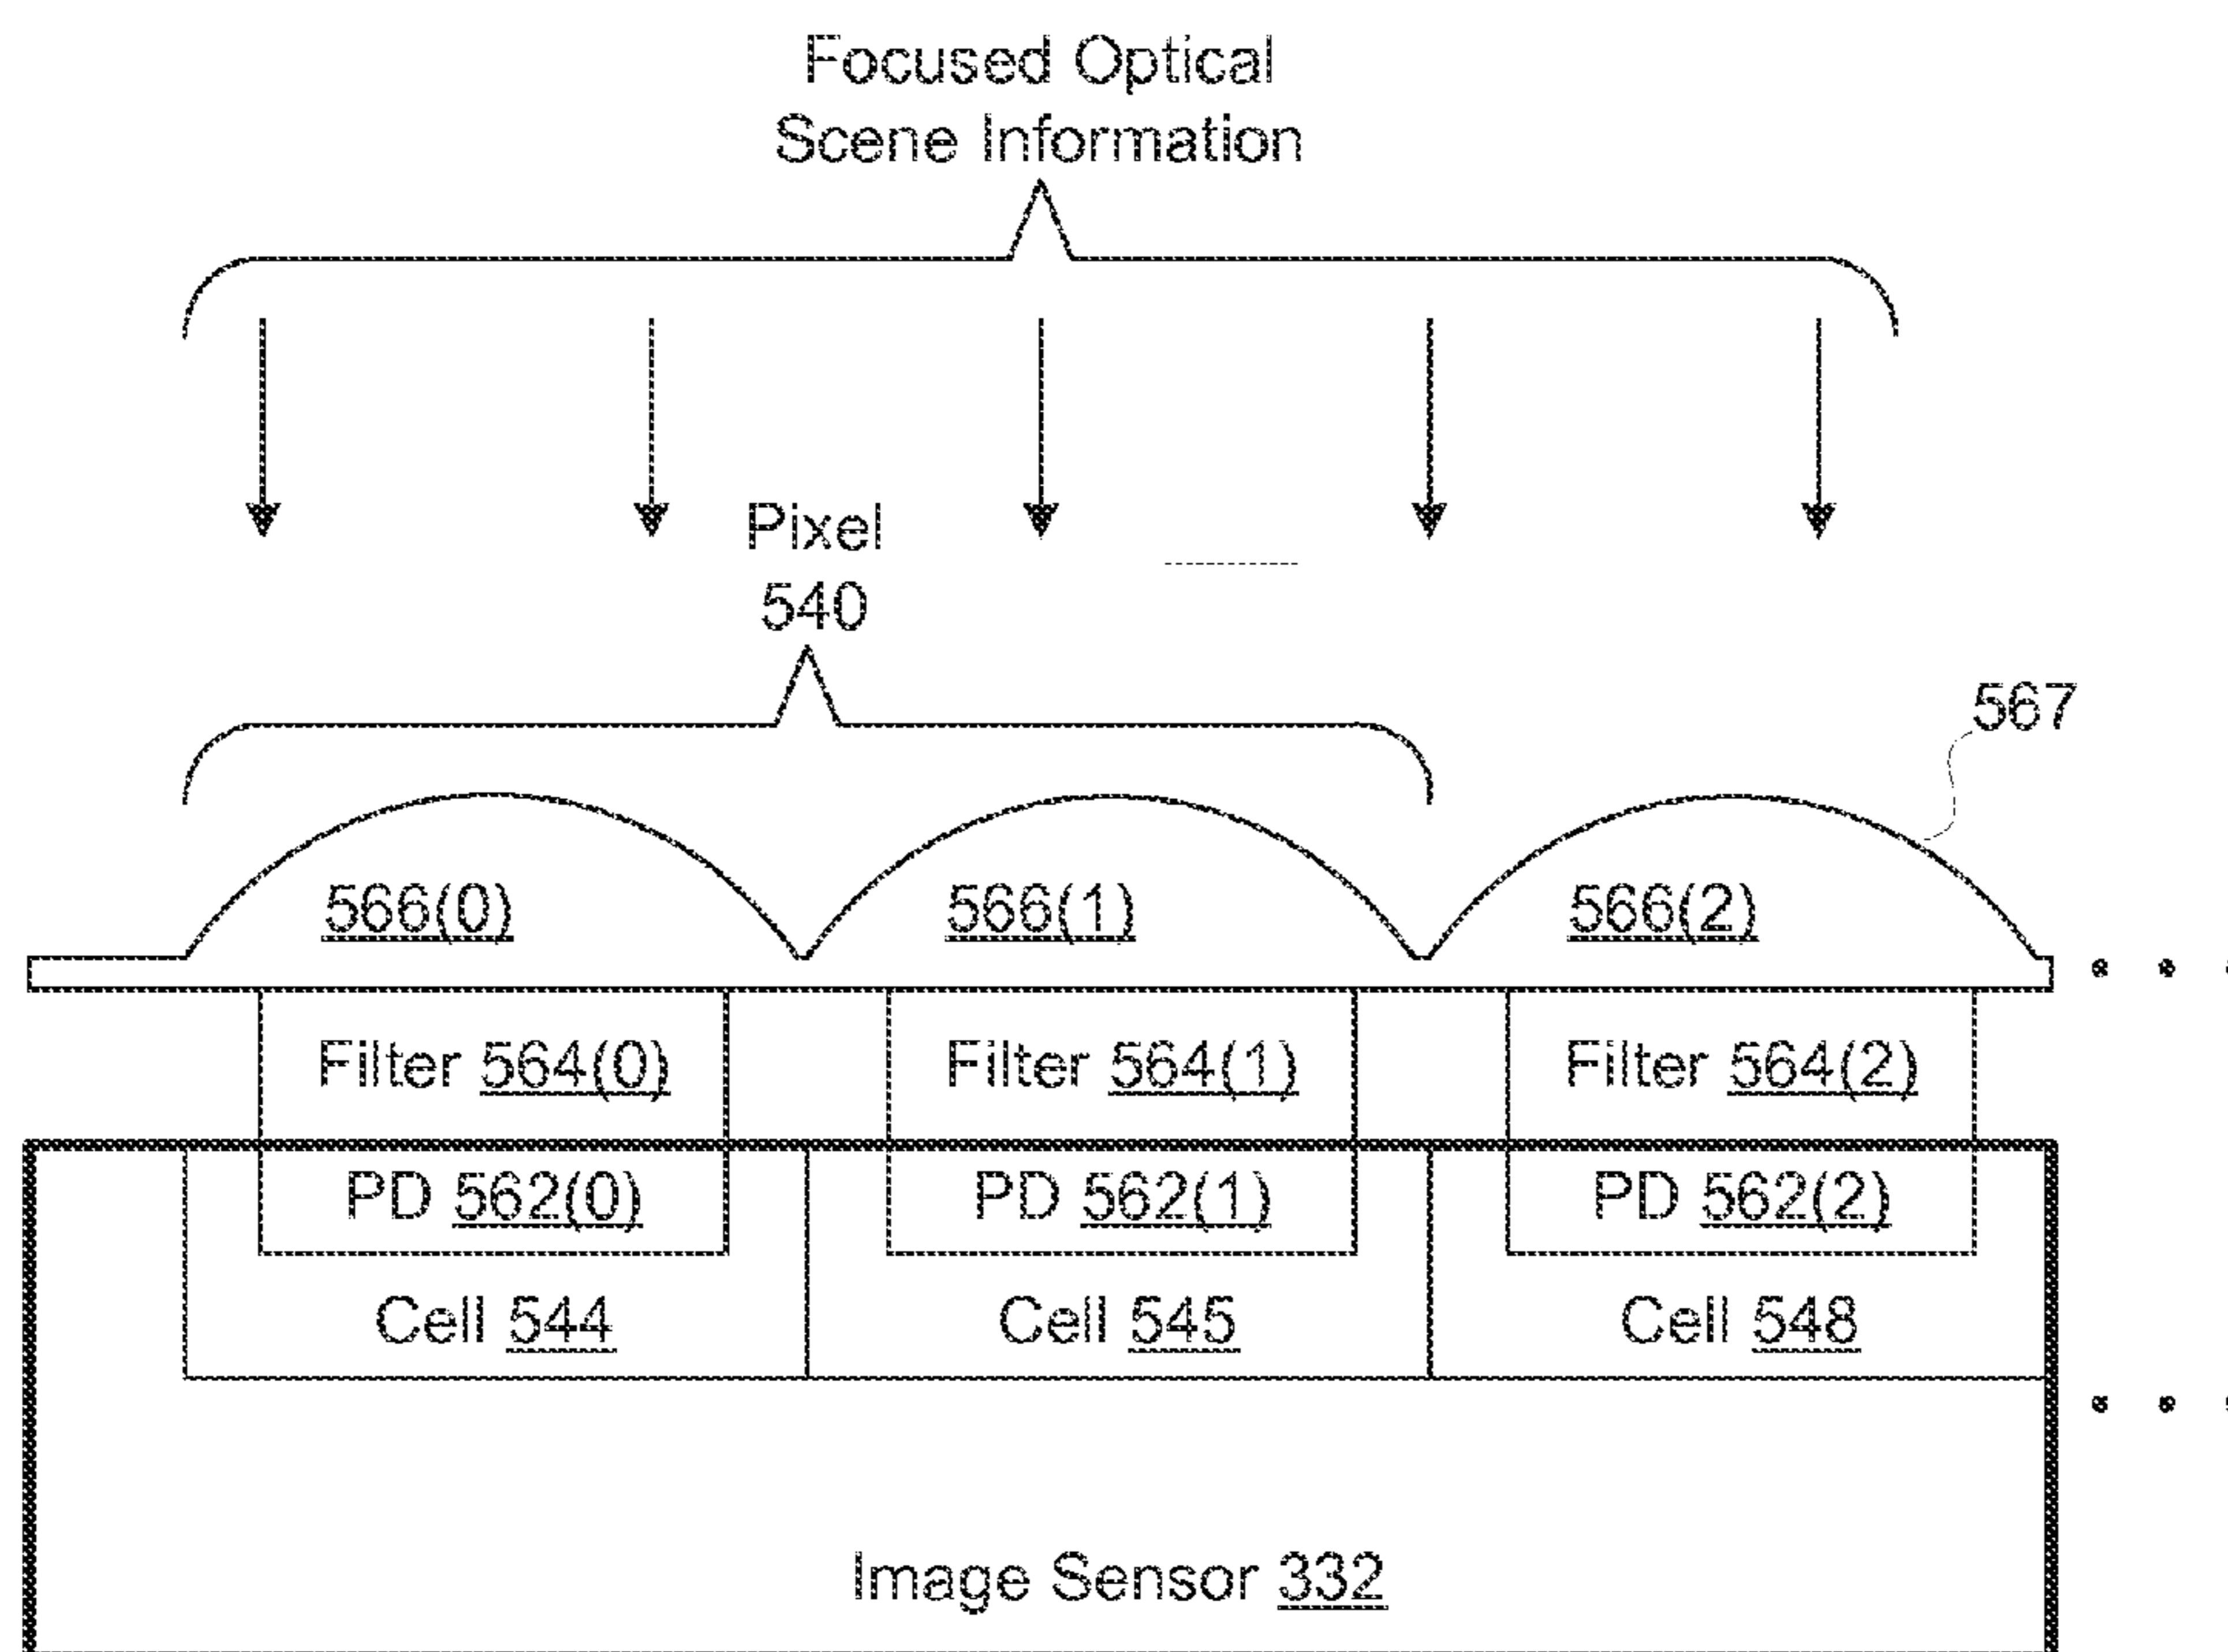 Focused Optical
Scene Information
Pixel
540
567
566(0) 566(1) 566(2)
Filter 564(0) Filter 564(1) Filter 564(2)
PD 562(0) PD 562(1) PD 562(2)
Cell 544 Cell 545 Cell 548
Image Sensor 332